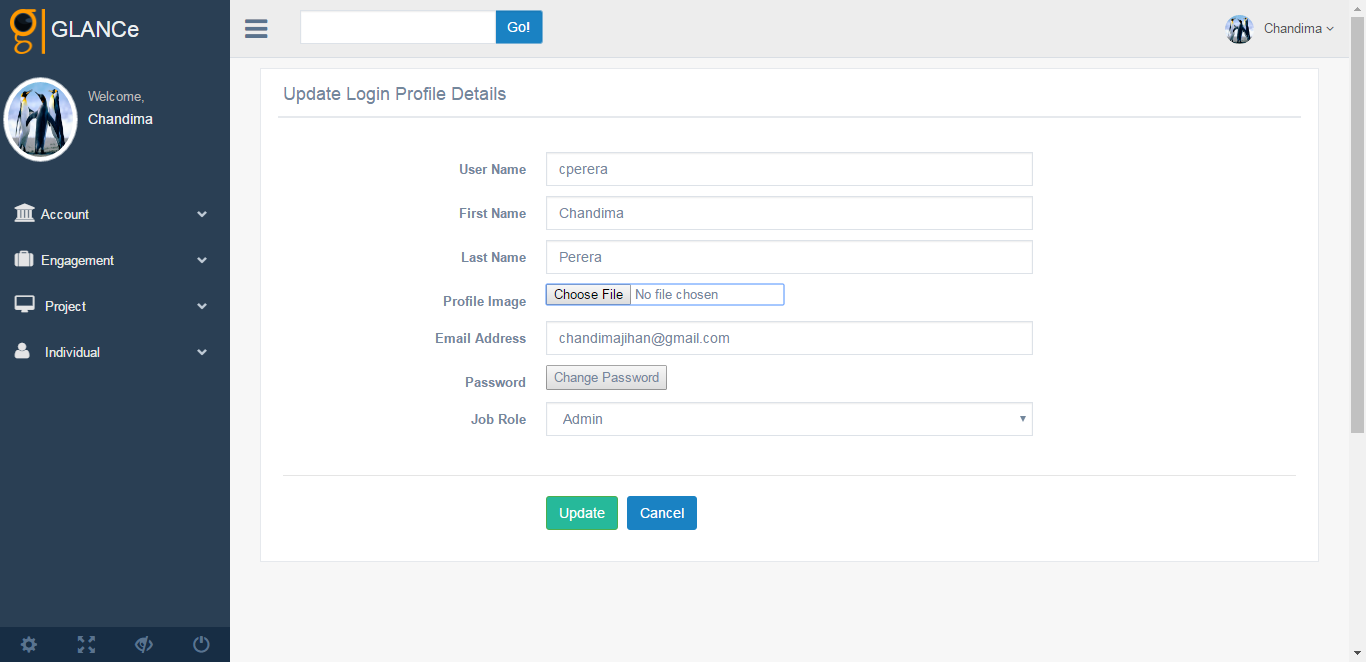 GLANCe
Go!
Chandima
Welcome,
Chandima
Account
Engagement
Project
Individual
Update Login Profile Details
User Name cperera
First Name Chandima
Last Name Perera
Profile Image Choose File No file chosen
Email Address chandimajihan@gmail.com
Password Change Password
Job Role Admin
Update Cancel